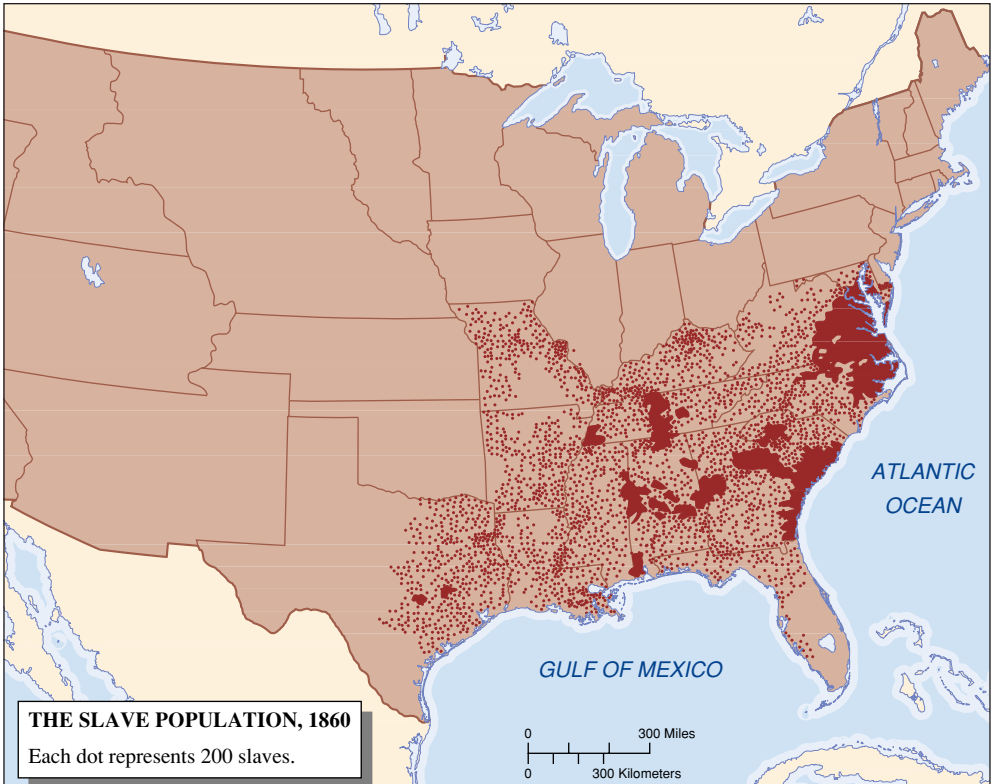 ATLANTIC
OCEAN
GULF OF MEXICO
THE SLAVE POPULATION, 1860
Each dot represents 200 slaves.
0 300 Miles
0 300 Kilometers